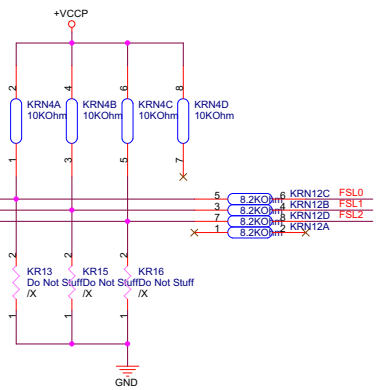 +VCCP
2 4 6 8
KRN4A KRN4B KRN4C KRN4D
10KOhm 10KOhm 10KOhm 10KOhm
1 3 5 7
5 8.2KOhm 6 KRN12C FSL0
3 8.2KOhm 4 KRN12B FSL1
7 8.2KOhm 8 KRN12D FSL2
1 8.2KOhm 2 KRN12A
2 2 2
KR13 KR15 KR16
Do Not Stuff Do Not Stuff Do Not Stuff
/X /X /X
1 1 1
GND